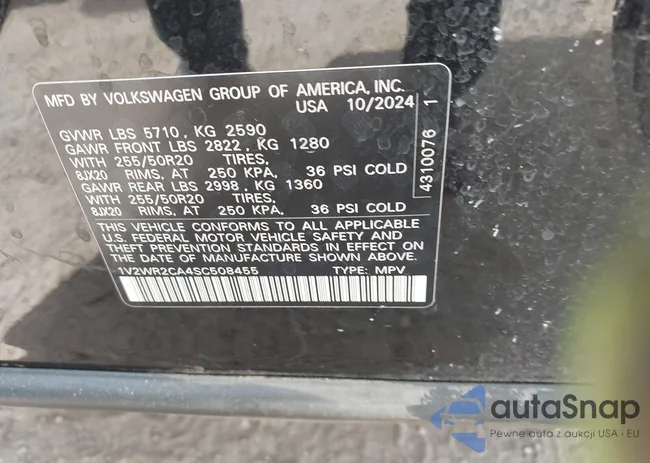 MFD BY VOLKSWAGEN GROUP OF AMERICA, INC.
USA 10/2024
GVWR LBS 5710, KG 2590
GAWR FRONT LBS 2822, KG 1280
WITH 255/50R20 TIRES,
8JX20 RIMS, AT 250 KPA, 36 PSI COLD
GAWR REAR LBS 2998, KG 1360
WITH 255/50R20 TIRES,
8JX20 RIMS, AT 250 KPA, 36 PSI COLD
THIS VEHICLE CONFORMS TO ALL APPLICABLE
U.S. FEDERAL MOTOR VEHICLE SAFETY AND
THEFT PREVENTION STANDARDS IN EFFECT ON
THE DATE OF MANUFACTURE SHOWN ABOVE.
1V2WR2CA4SC508455 TYPE: MPV
4310076 1
autaSnap
Pewne auta z aukcji USA i EU